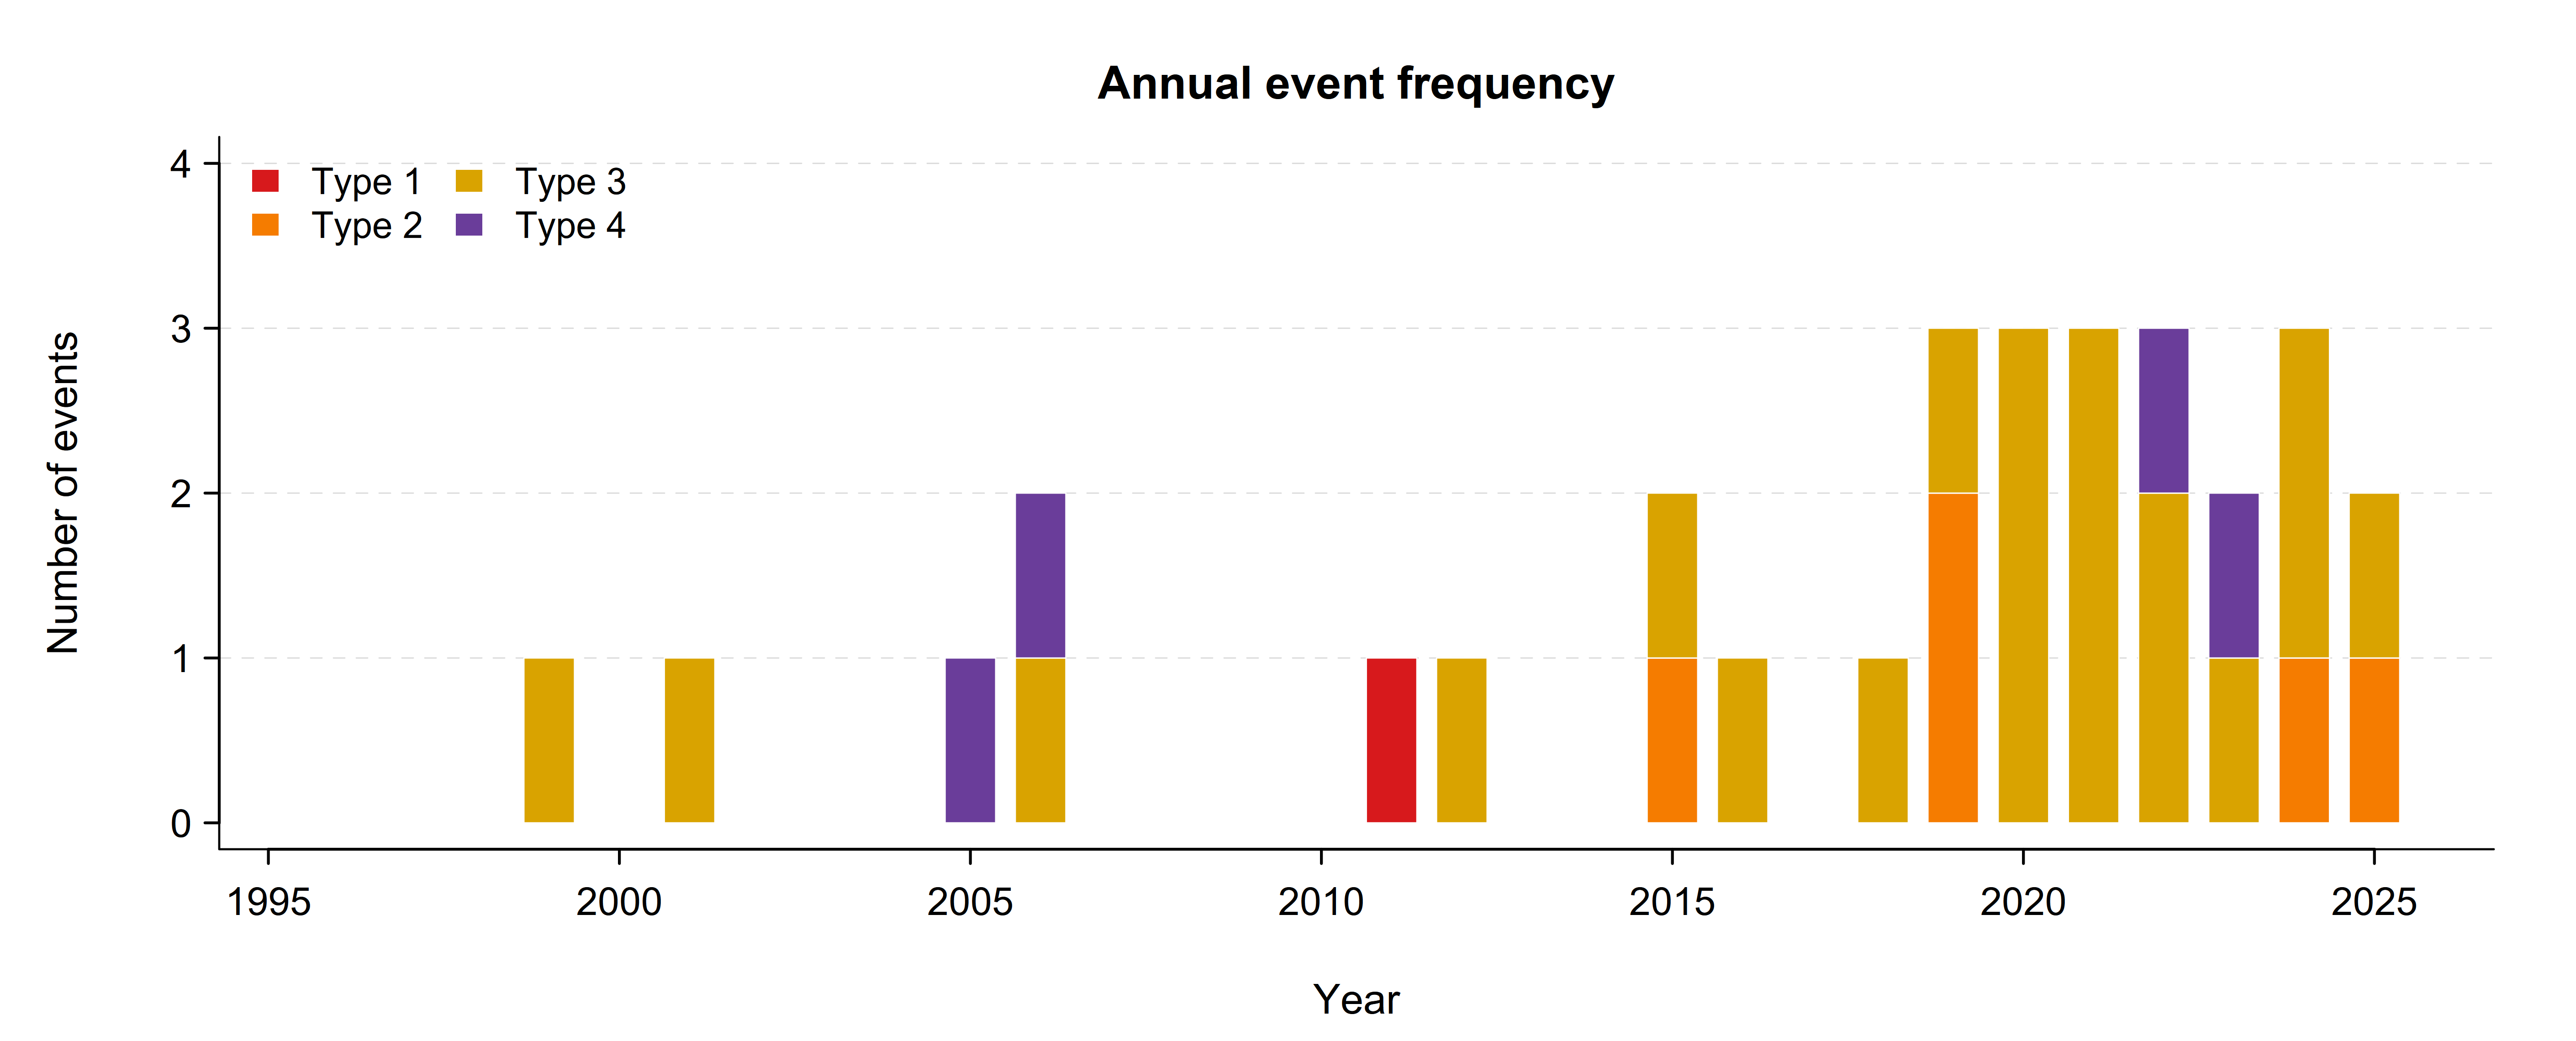 Annual event frequency
Type 1 Type 3
Type 2 Type 4
Number of events
4
3
2
1
0
1995 2000 2005 2010 2015 2020 2025
Year